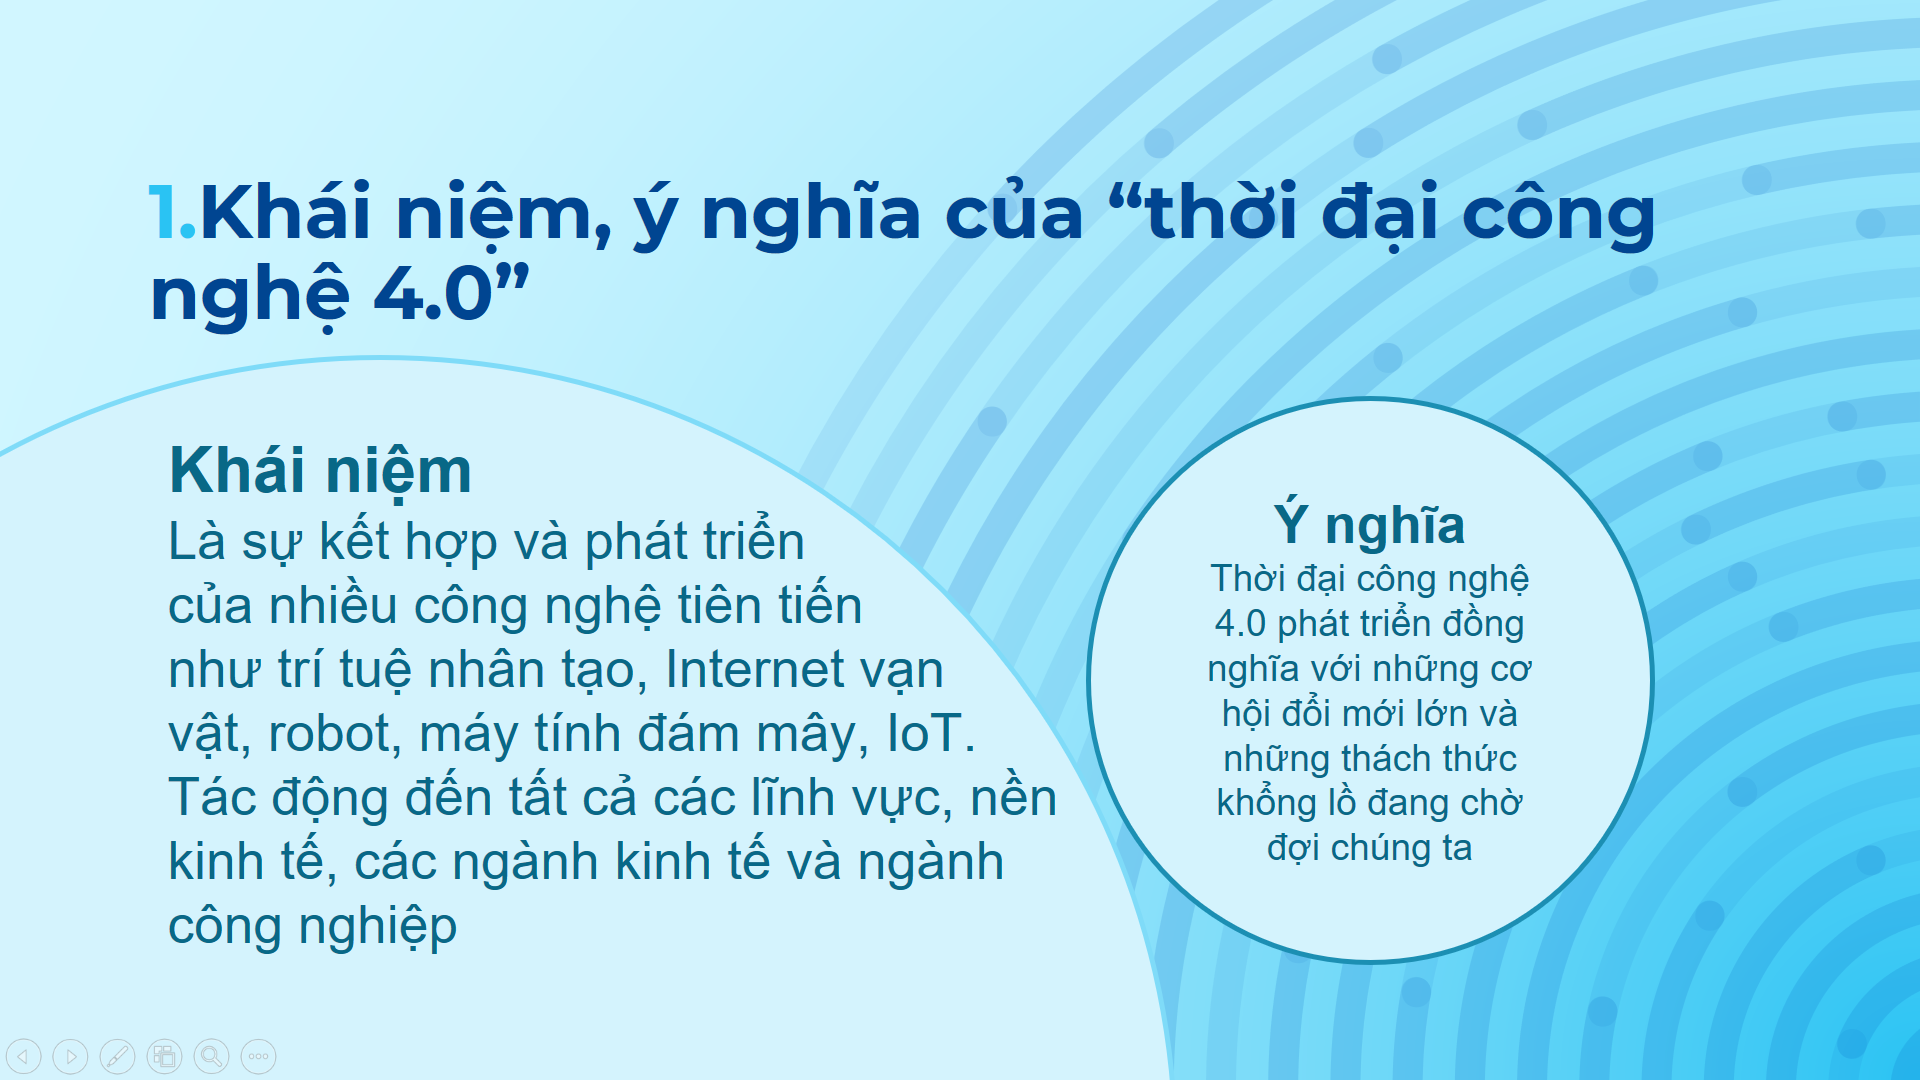 1.Khái niệm, ý nghĩa của “thời đại công
nghệ 4.0”
Khái niệm
Là sự kết hợp và phát triển
của nhiều công nghệ tiên tiến
như trí tuệ nhân tạo, Internet vạn
vật, robot, máy tính đám mây, IoT.
Tác động đến tất cả các lĩnh vực, nền
kinh tế, các ngành kinh tế và ngành
công nghiệp
Ý nghĩa
Thời đại công nghệ
4.0 phát triển đồng
nghĩa với những cơ
hội đổi mới lớn và
những thách thức
khổng lồ đang chờ
đợi chúng ta